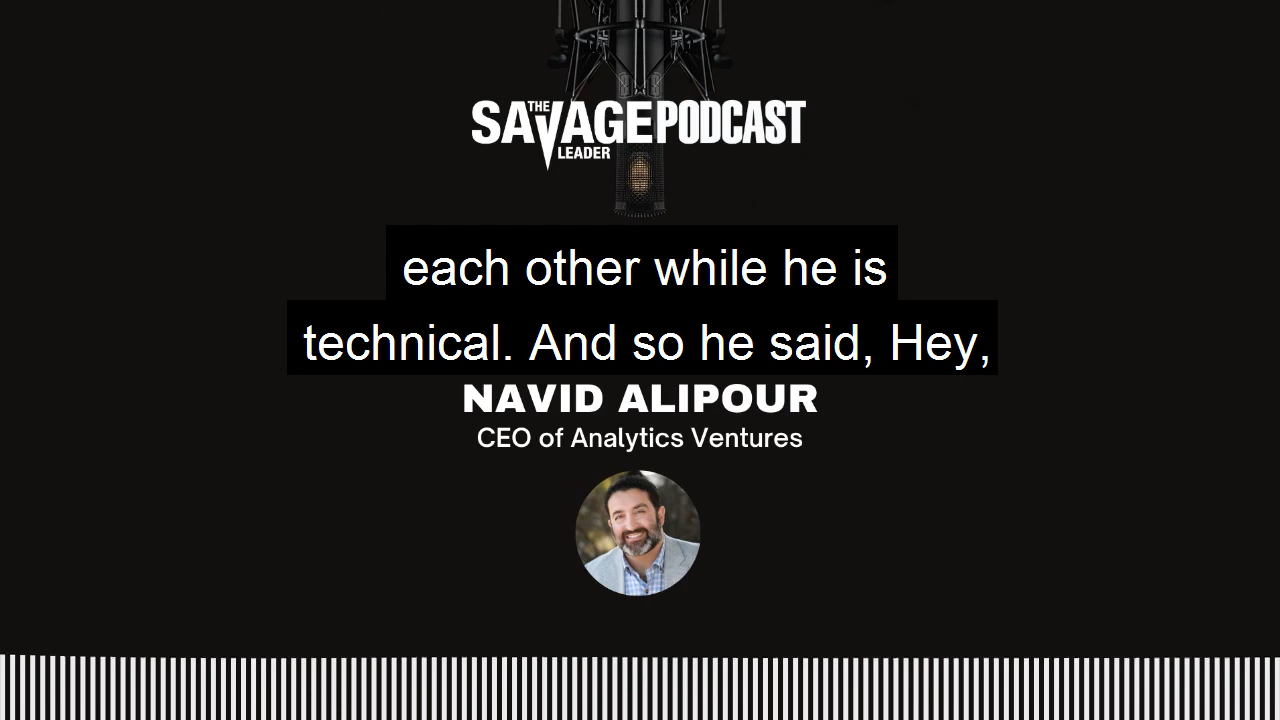 THE SAVAGE LEADER PODCAST
each other while he is
technical. And so he said, Hey,
NAVID ALIPOUR
CEO of Analytics Ventures